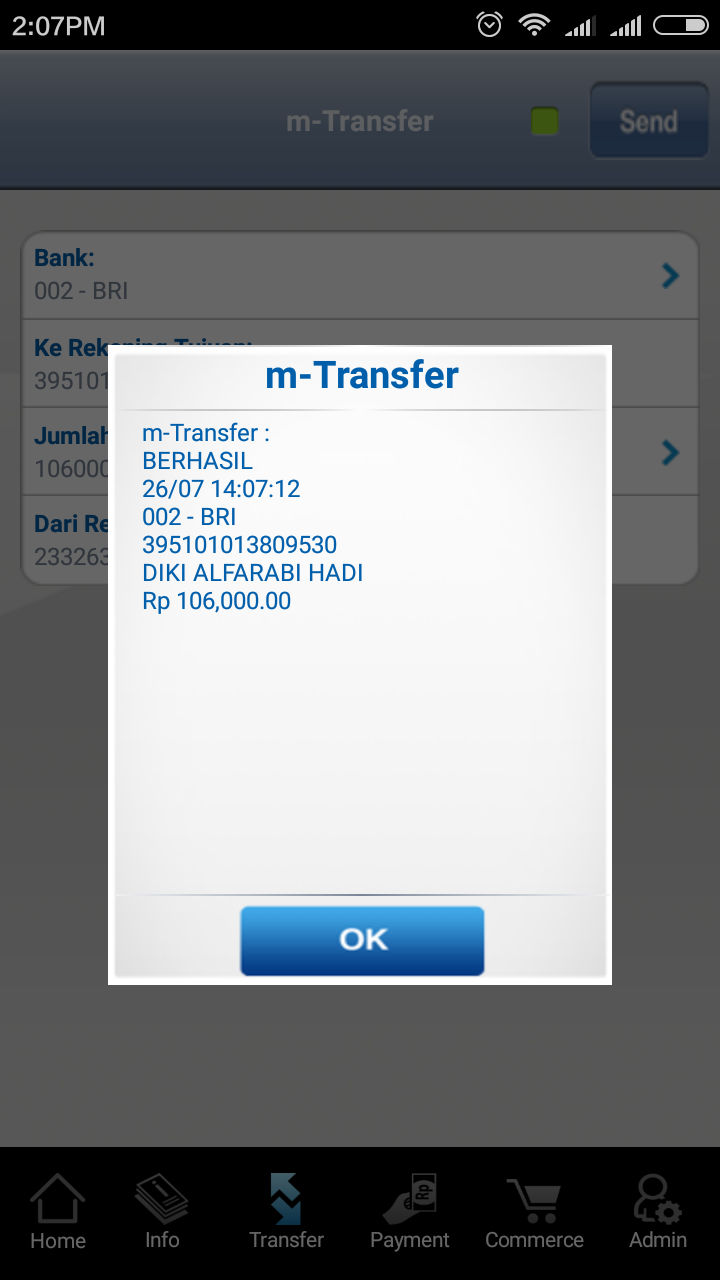 2:07PM
m-Transfer
Send
Bank:
002 - BRI
Ke Rekening Tujuan:
395101
Jumlah
106000
Dari Re
233263
m-Transfer
m-Transfer :
BERHASIL
26/07 14:07:12
002 - BRI
395101013809530
DIKI ALFARABI HADI
Rp 106,000.00
OK
Rp
Home
Info
Transfer
Payment
Commerce
Admin